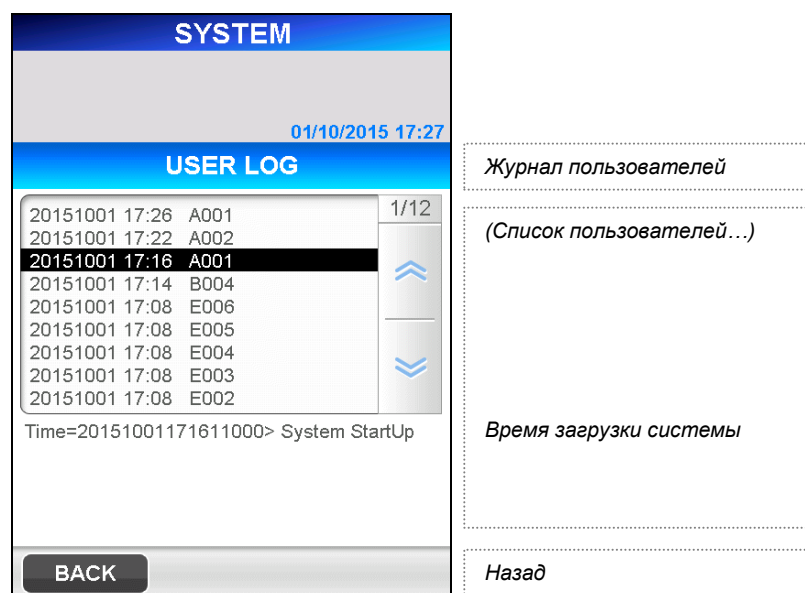 SYSTEM
01/10/2015 17:27
USER LOG
Журнал пользователей
1/12
20151001 17:26 A001
(Список пользователей…)
20151001 17:22 A002
20151001 17:16 A001
20151001 17:14 B004
20151001 17:08 E006
20151001 17:08 E005
20151001 17:08 E004
20151001 17:08 E003
20151001 17:08 E002
Time=20151001171611000> System StartUp
Время загрузки системы
BACK
Назад